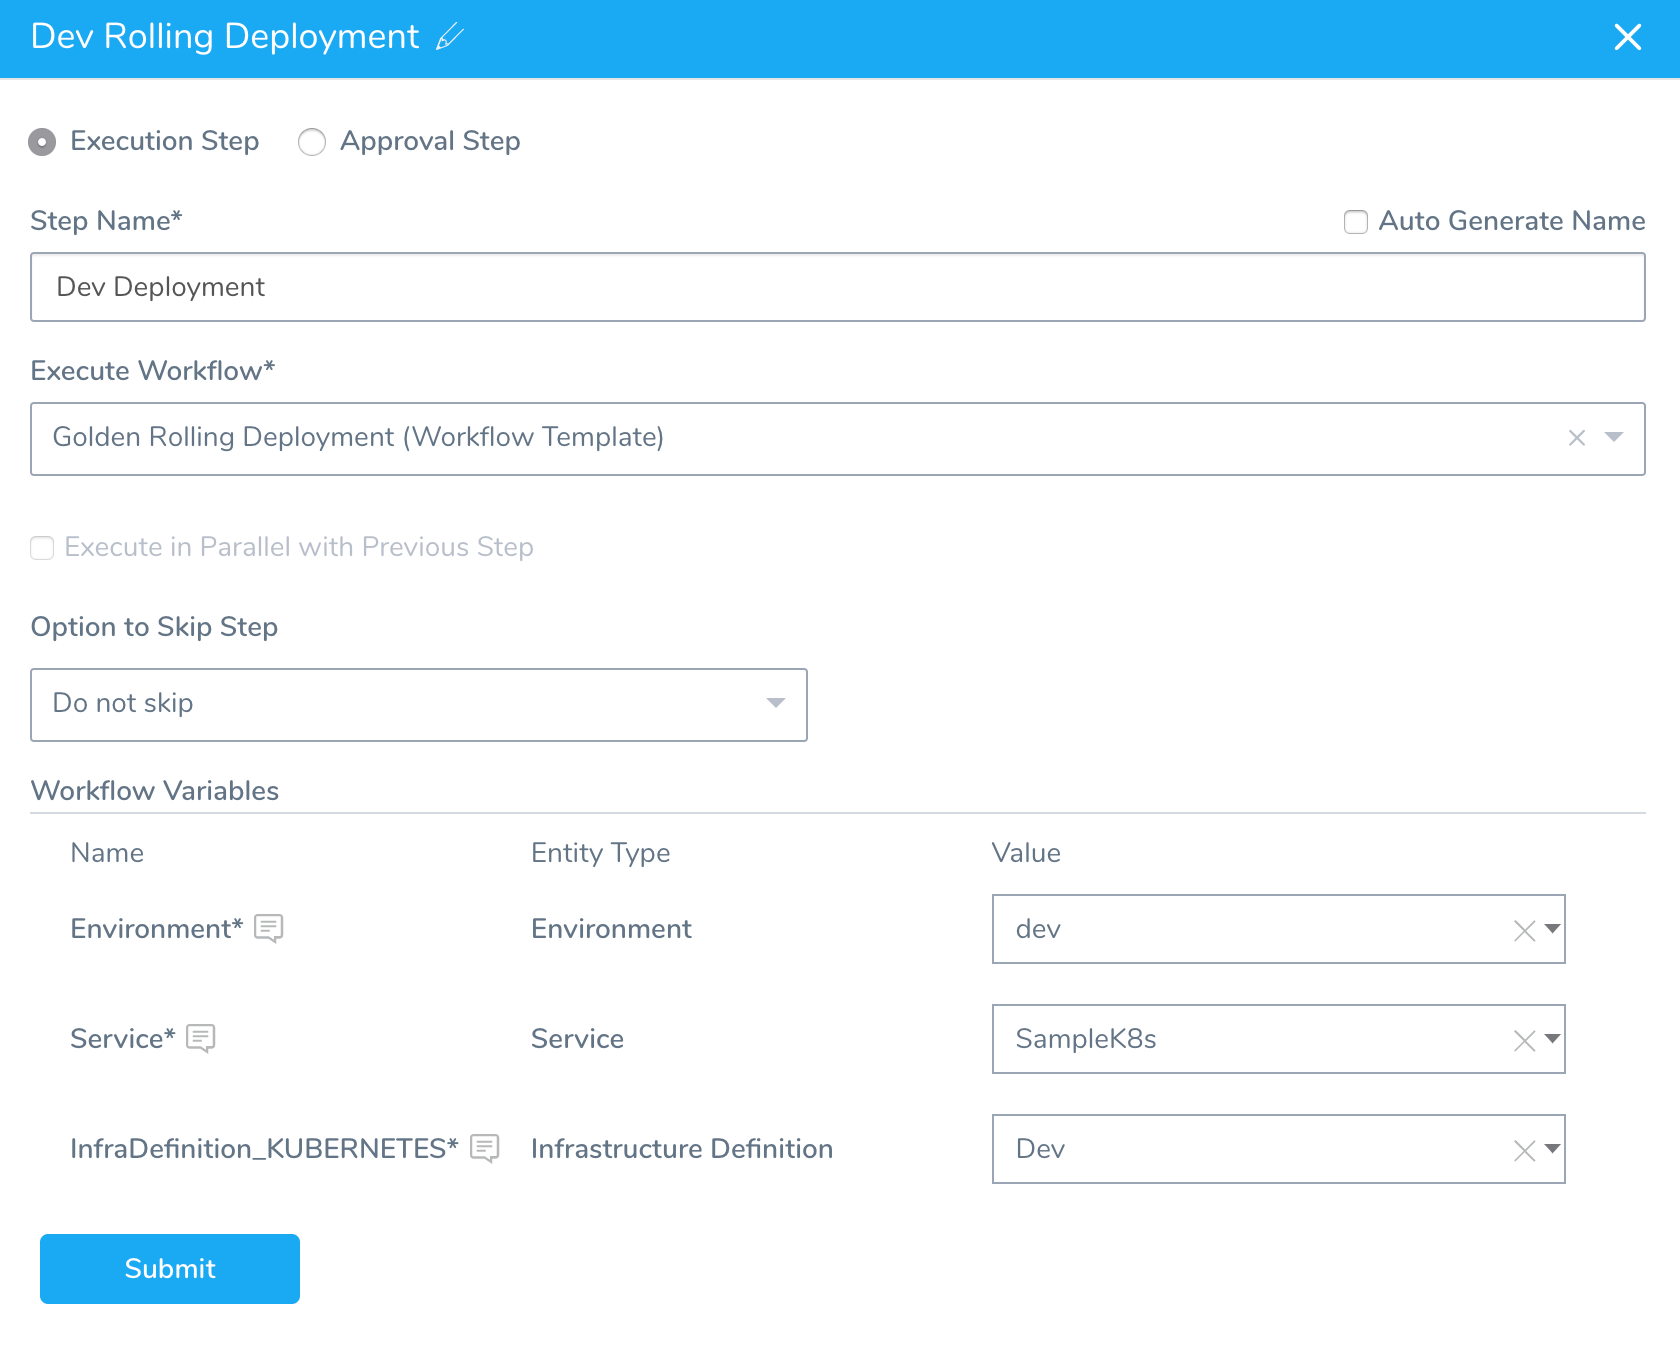 Dev Rolling Deployment
Execution Step Approval Step
Step Name* Auto Generate Name
Dev Deployment
Execute Workflow*
Golden Rolling Deployment (Workflow Template)
Execute in Parallel with Previous Step
Option to Skip Step
Do not skip
Workflow Variables
Name Entity Type Value
Environment* Environment dev
Service* Service SampleK8s
InfraDefinition_KUBERNETES* Infrastructure Definition Dev
Submit